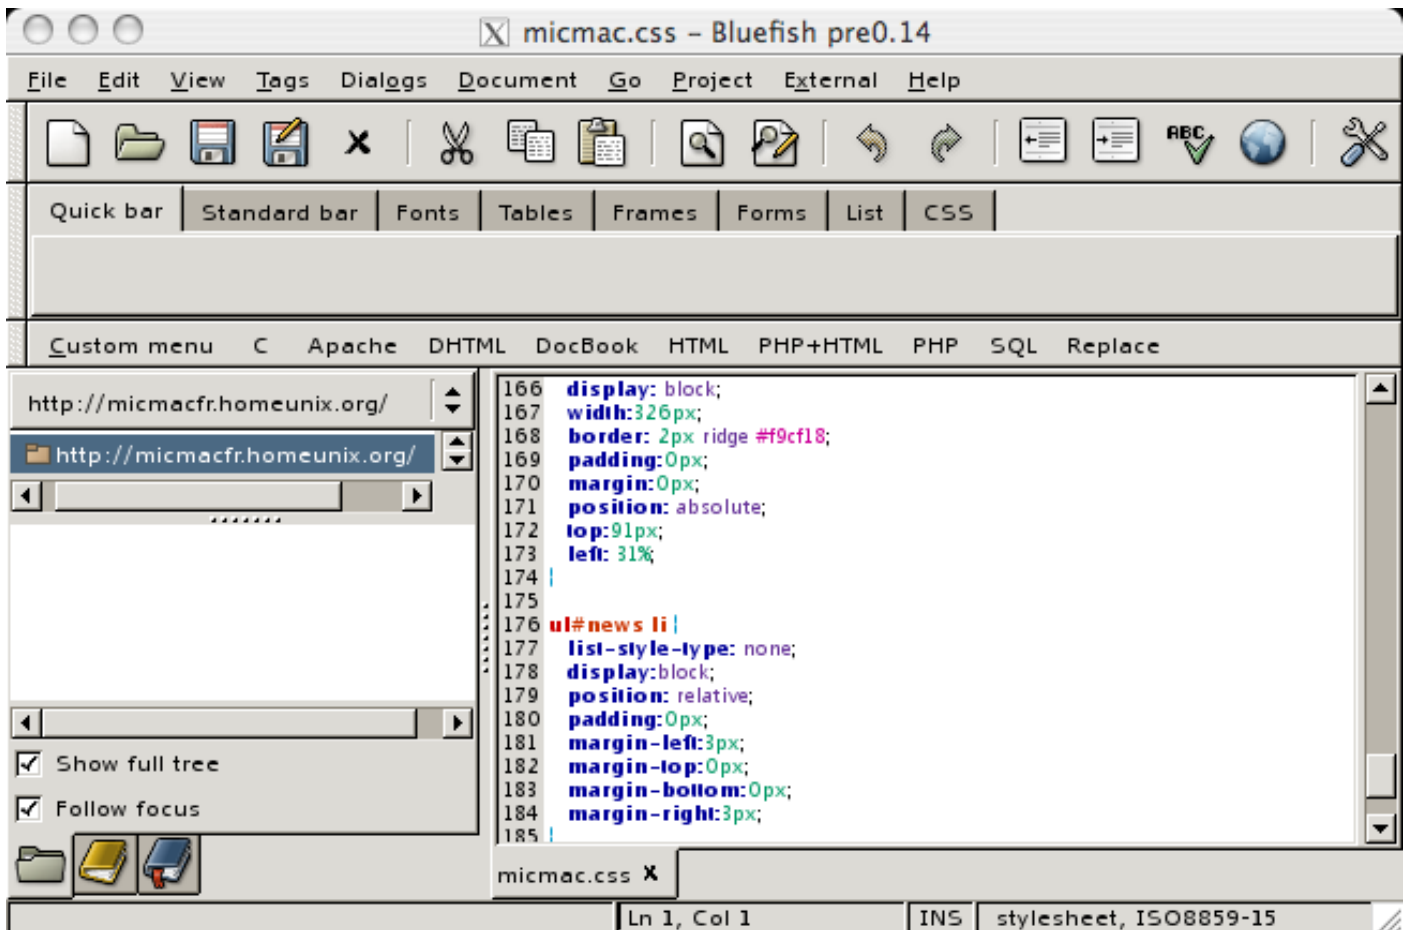 micmac.css – Bluefish pre0.14
File Edit View Tags Dialogs Document Go Project External Help
ABC
Quick bar Standard bar Fonts Tables Frames Forms List CSS
Custom menu C Apache DHTML DocBook HTML PHP+HTML PHP SQL Replace
http://micmacfr.homeunix.org/
http://micmacfr.homeunix.org/
Show full tree
Follow focus
166 display: block;
167 width:326px;
168 border: 2px ridge #f9cf18;
169 padding:0px;
170 margin:0px;
171 position: absolute;
172 top:91px;
173 left: 31%;
174 }
175
176 ul#news li{
177 list-style-type: none;
178 display:block;
179 position: relative;
180 padding:0px;
181 margin-left:3px;
182 margin-top:0px;
183 margin-bottom:0px;
184 margin-right:3px;
185 }
micmac.css x
Ln 1, Col 1 INS stylesheet, ISO8859-15